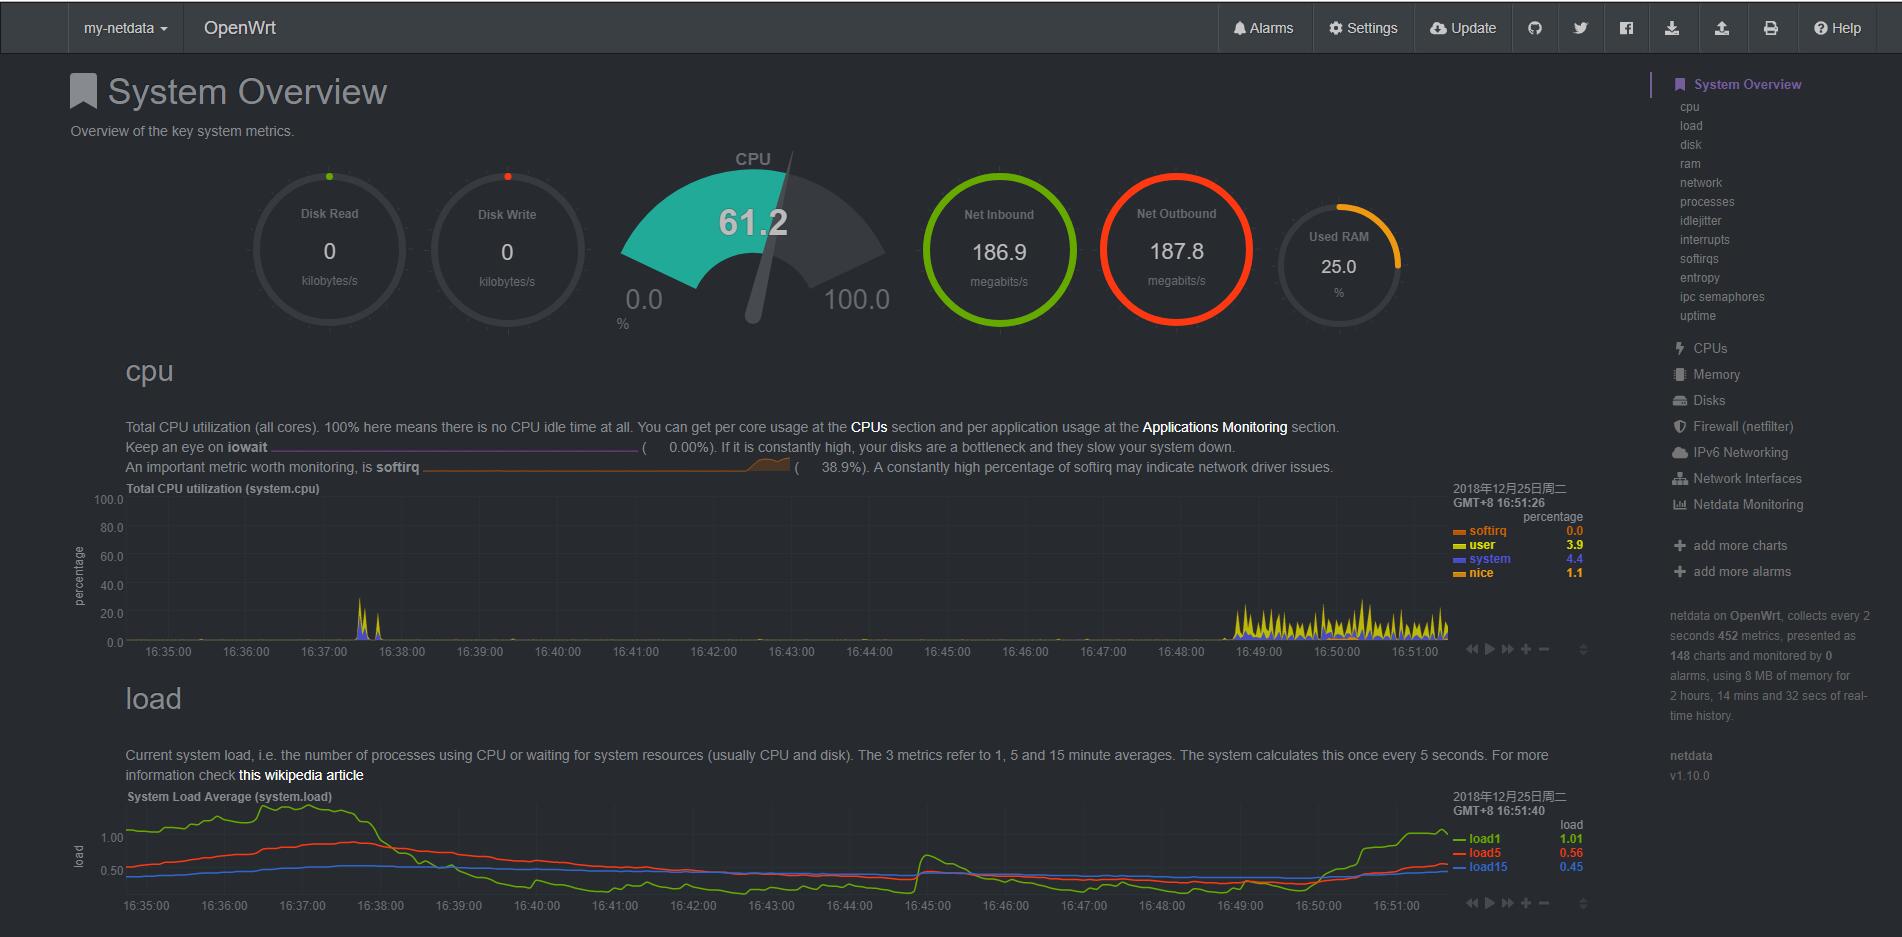 my-netdata
OpenWrt
Alarms
Settings
Update
Help
System Overview
Overview of the key system metrics.
Disk Read
0
kilobytes/s
Disk Write
0
kilobytes/s
CPU
61.2
0.0
100.0
%
Net Inbound
186.9
megabits/s
Net Outbound
187.8
megabits/s
Used RAM
25.0
%
cpu
Total CPU utilization (all cores). 100% here means there is no CPU idle time at all. You can get per core usage at the CPUs section and per application usage at the Applications Monitoring section.
Keep an eye on iowait ( 0.00%). If it is constantly high, your disks are a bottleneck and they slow your system down.
An important metric worth monitoring, is softirq ( 38.9%). A constantly high percentage of softirq may indicate network driver issues.
Total CPU utilization (system.cpu)
percentage
100.0
80.0
60.0
40.0
20.0
0.0
16:35:00 16:36:00 16:37:00 16:38:00 16:39:00 16:40:00 16:41:00 16:42:00 16:43:00 16:44:00 16:45:00 16:46:00 16:47:00 16:48:00 16:49:00 16:50:00 16:51:00
2018年12月25日周二
GMT+8 16:51:26
percentage
softirq 0.0
user 3.9
system 4.4
nice 1.1
load
Current system load, i.e. the number of processes using CPU or waiting for system resources (usually CPU and disk). The 3 metrics refer to 1, 5 and 15 minute averages. The system calculates this once every 5 seconds. For more
information check this wikipedia article
System Load Average (system.load)
load
1.00
0.50
16:35:00 16:36:00 16:37:00 16:38:00 16:39:00 16:40:00 16:41:00 16:42:00 16:43:00 16:44:00 16:45:00 16:46:00 16:47:00 16:48:00 16:49:00 16:50:00 16:51:00
2018年12月25日周二
GMT+8 16:51:40
load
load1 1.01
load5 0.56
load15 0.45
System Overview
cpu
load
disk
ram
network
processes
idlejitter
interrupts
softirqs
entropy
ipc semaphores
uptime
CPUs
Memory
Disks
Firewall (netfilter)
IPv6 Networking
Network Interfaces
Netdata Monitoring
add more charts
add more alarms
netdata on OpenWrt, collects every 2
seconds 452 metrics, presented as
148 charts and monitored by 0
alarms, using 8 MB of memory for
2 hours, 14 mins and 32 secs of real-
time history.
netdata
v1.10.0